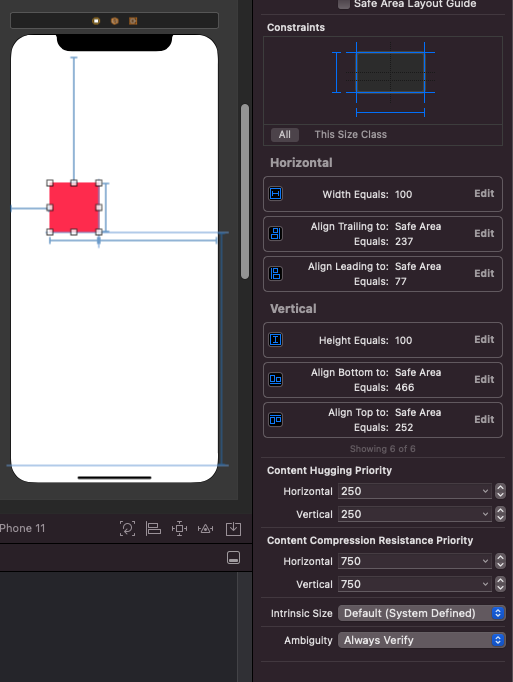 Safe Area Layout Guide
Constraints
All
This Size Class
Horizontal
Width Equals: 100 Edit
Align Trailing to: Safe Area
Equals: 237 Edit
Align Leading to: Safe Area
Equals: 77 Edit
Vertical
Height Equals: 100 Edit
Align Bottom to: Safe Area
Equals: 466 Edit
Align Top to: Safe Area
Equals: 252 Edit
Showing 6 of 6
Content Hugging Priority
Horizontal 250
Vertical 250
Content Compression Resistance Priority
Horizontal 750
Vertical 750
Intrinsic Size Default (System Defined)
Ambiguity Always Verify
Phone 11